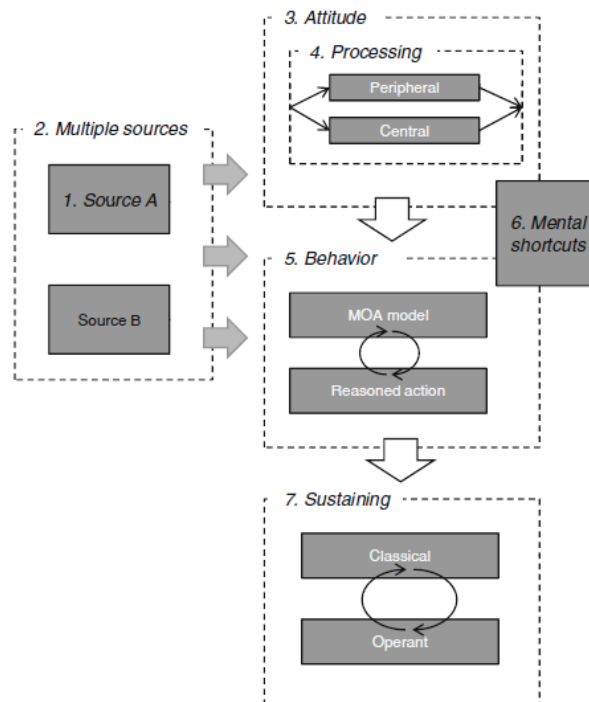 3. Attitude
4. Processing
Peripheral
Central
2. Multiple sources
1. Source A
Source B
6. Mental
shortcuts
5. Behavior
MOA model
Reasoned action
7. Sustaining
Classical
Operant